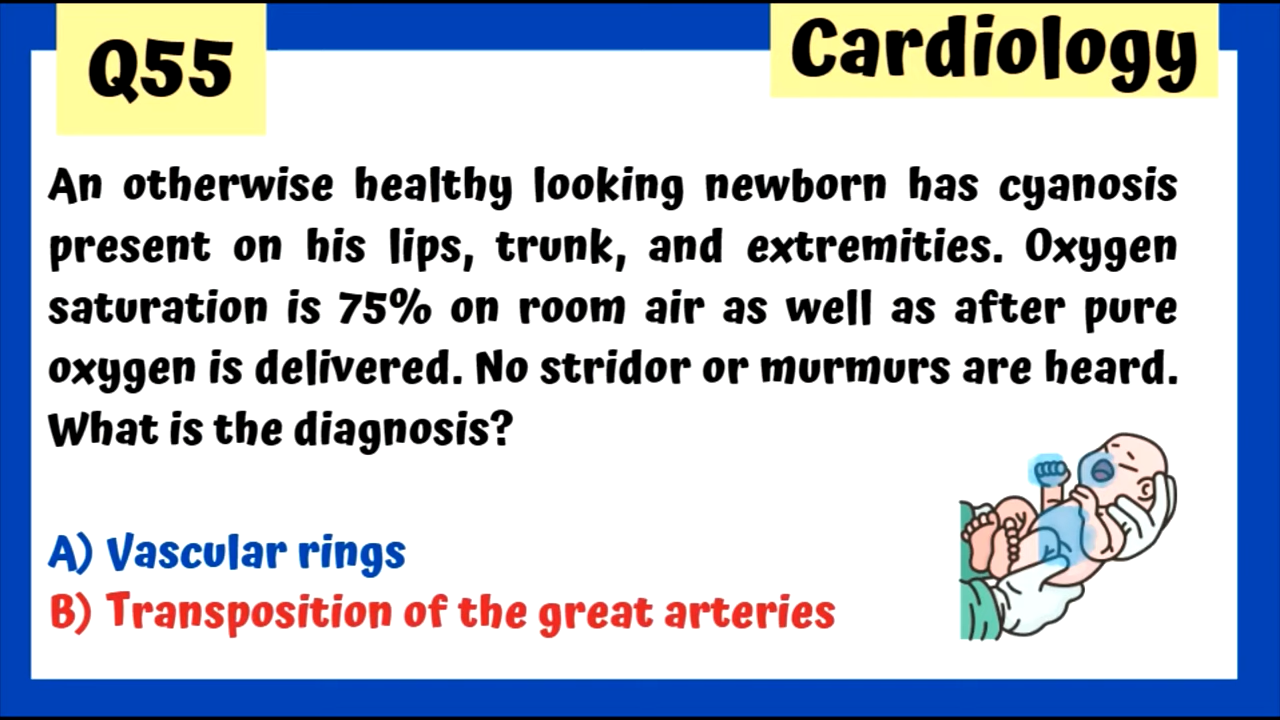 Q55
Cardiology
An otherwise healthy looking newborn has cyanosis
present on his lips, trunk, and extremities. Oxygen
saturation is 75% on room air as well as after pure
oxygen is delivered. No stridor or murmurs are heard.
What is the diagnosis?
A) Vascular rings
B) Transposition of the great arteries